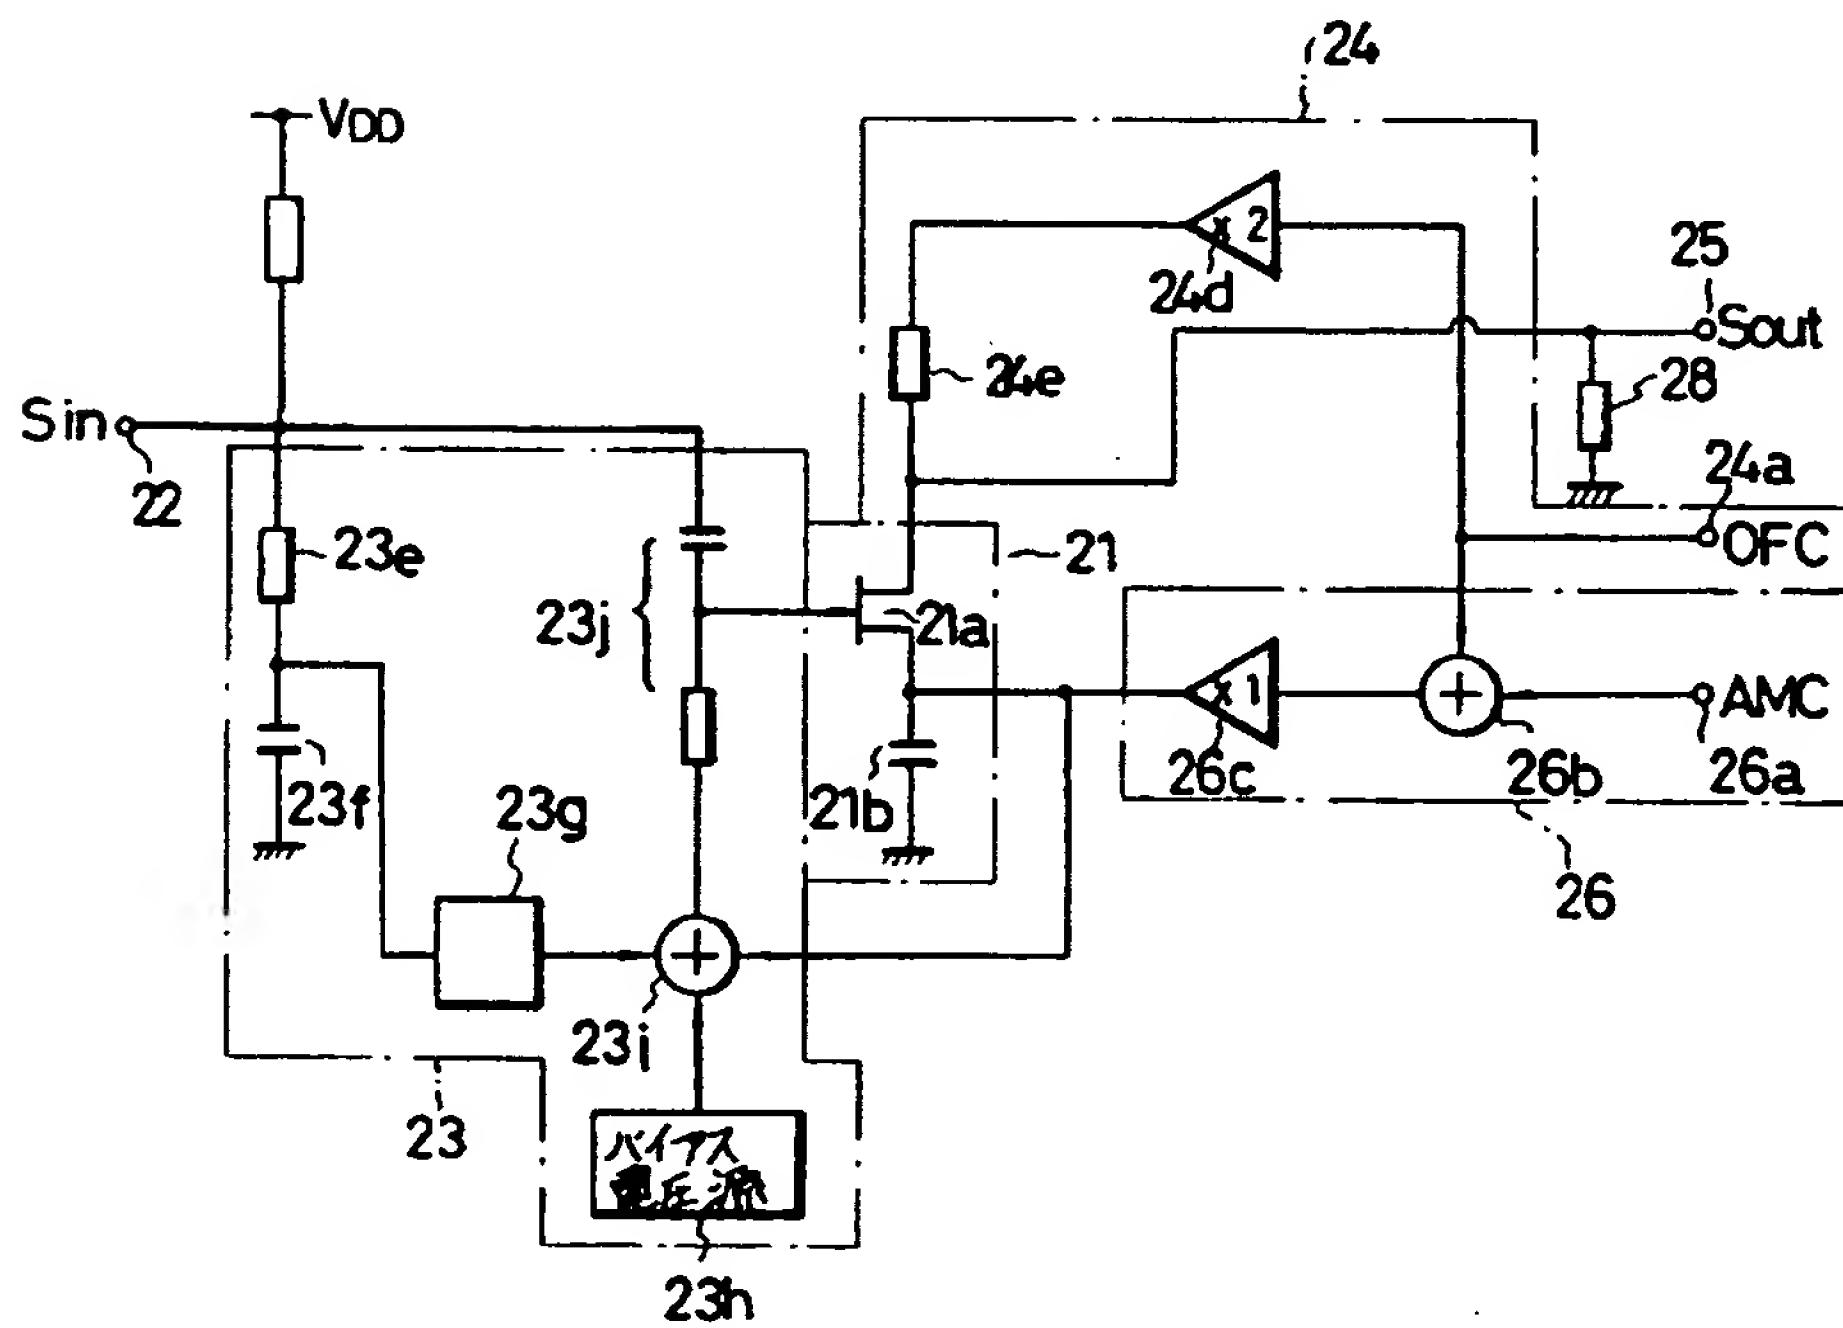 24
VDD
× 2
24d
25
Sout
24e
28
Sin
22
24a
OFC
23e
21
23j
21a
× 1
AMC
26c
26b
26a
23f
23g
21b
26
23i
23
バイアス
電圧源
23h